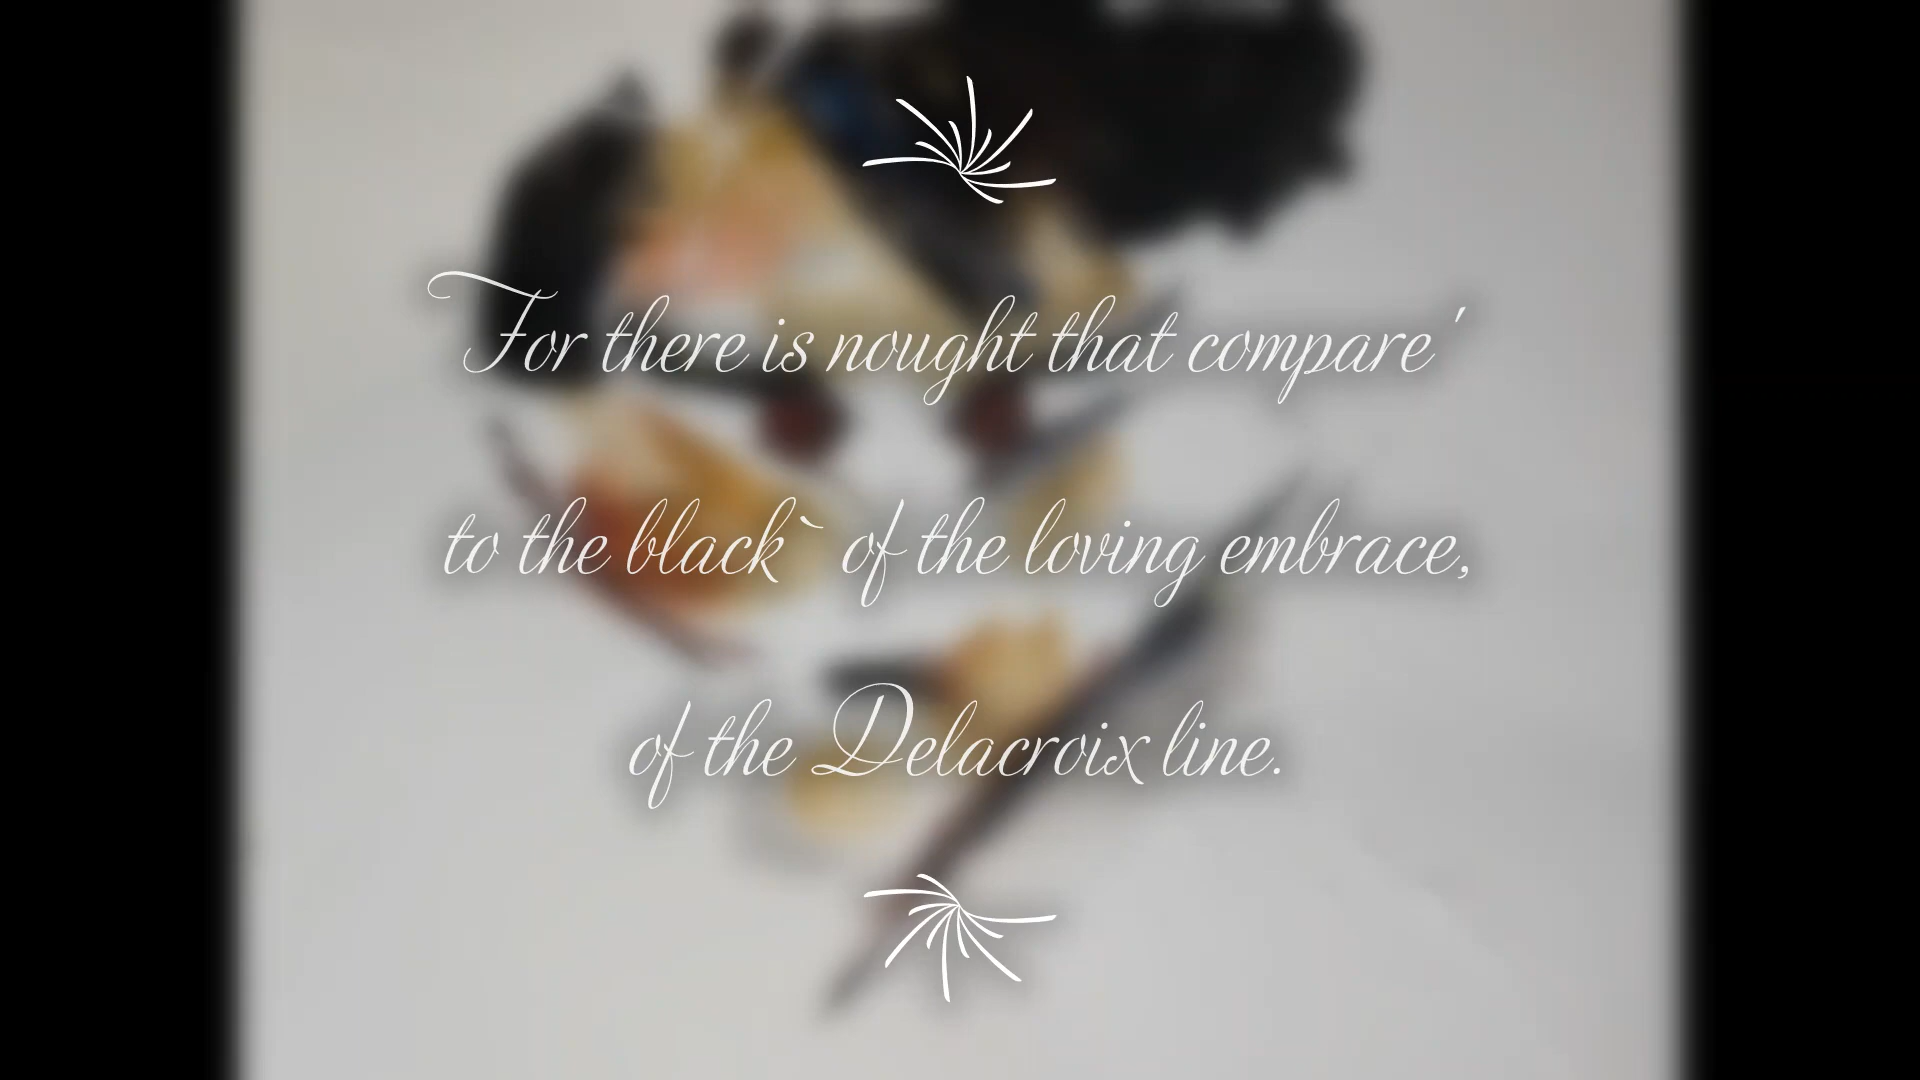 For there is nought that compare'
to the black` of the loving embrace,
of the Delacroix line.